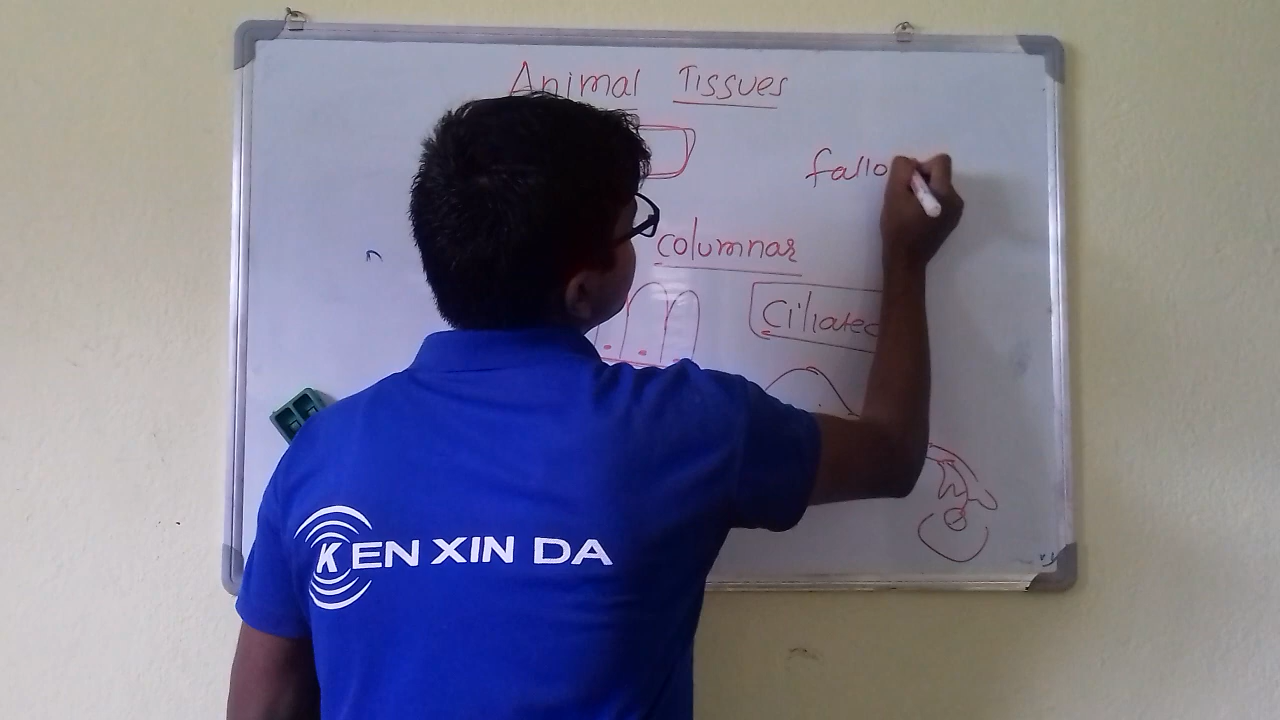 Animal Tissues
fallo
columnar
Ciliated
KEN XIN DA